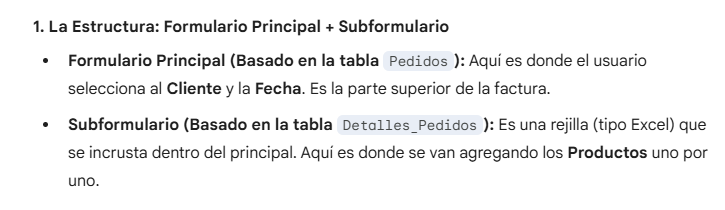 1. La Estructura: Formulario Principal + Subformulario
• Formulario Principal (Basado en la tabla Pedidos ): Aquí es donde el usuario
selecciona al Cliente y la Fecha. Es la parte superior de la factura.
• Subformulario (Basado en la tabla Detalles_Pedidos ): Es una rejilla (tipo Excel) que
se incrusta dentro del principal. Aquí es donde se van agregando los Productos uno por
uno.